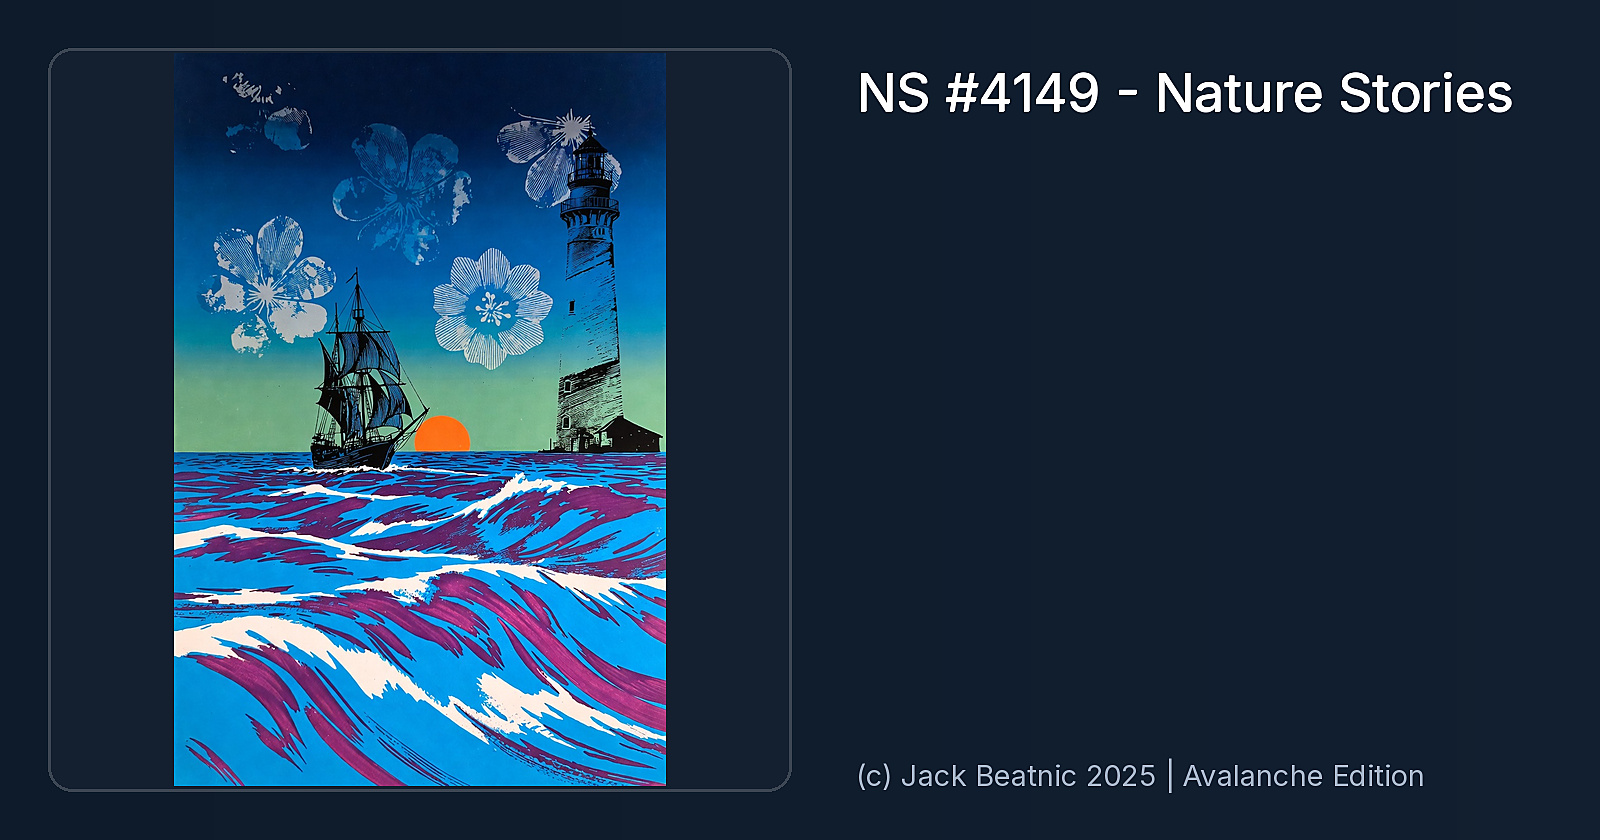 NS #4149 - Nature Stories
(c) Jack Beatnic 2025 | Avalanche Edition